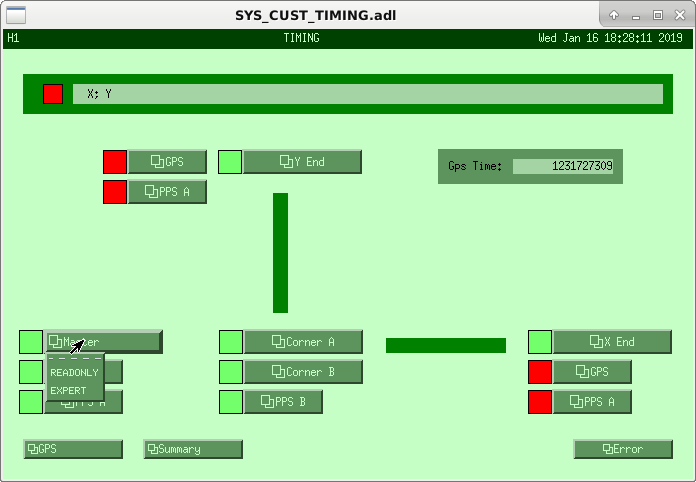 SYS_CUST_TIMING.adl
H1 TIMING Wed Jan 16 18:28:11 2019
X; Y
GPS Y End
Gps Time: 1231727309
PPS A
Master Corner A X End
READONLY Corner B GPS
EXPERT PPS A PPS B PPS A
GPS Summary Error